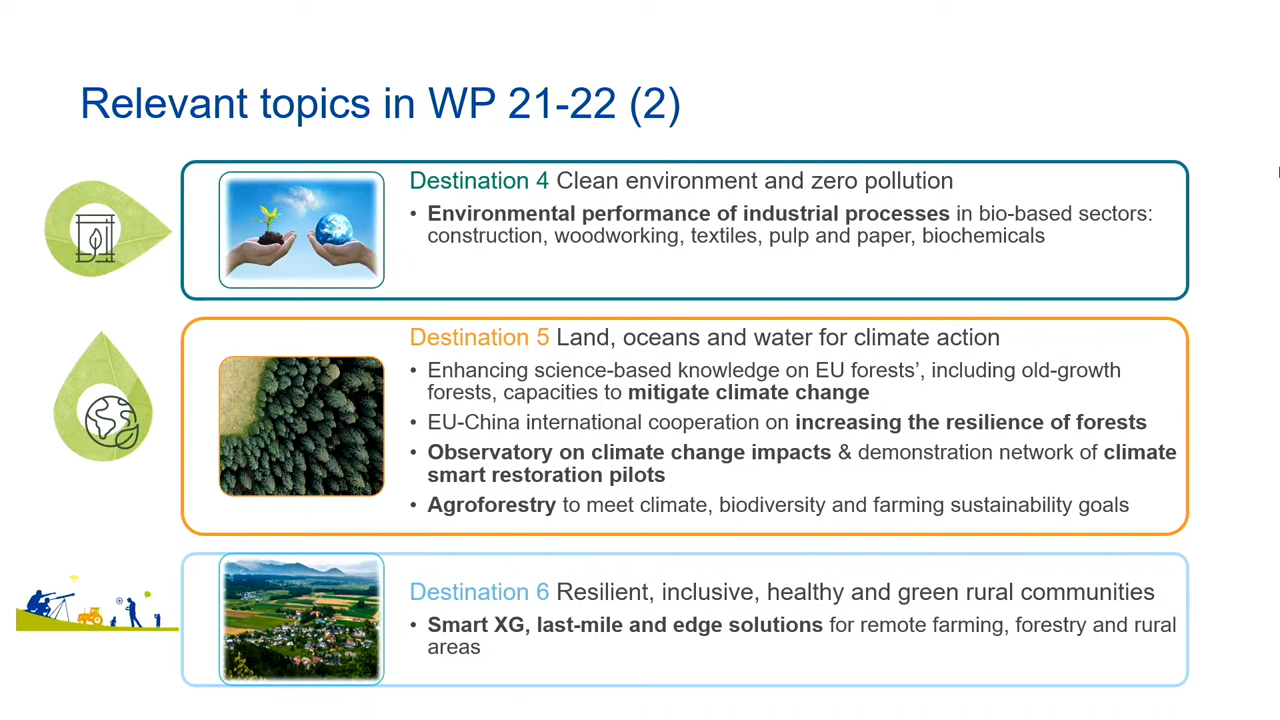 Relevant topics in WP 21-22 (2)
Destination 4 Clean environment and zero pollution
• Environmental performance of industrial processes in bio-based sectors:
construction, woodworking, textiles, pulp and paper, biochemicals
Destination 5 Land, oceans and water for climate action
• Enhancing science-based knowledge on EU forests’, including old-growth
forests, capacities to mitigate climate change
• EU-China international cooperation on increasing the resilience of forests
• Observatory on climate change impacts & demonstration network of climate
smart restoration pilots
• Agroforestry to meet climate, biodiversity and farming sustainability goals
Destination 6 Resilient, inclusive, healthy and green rural communities
• Smart XG, last-mile and edge solutions for remote farming, forestry and rural
areas